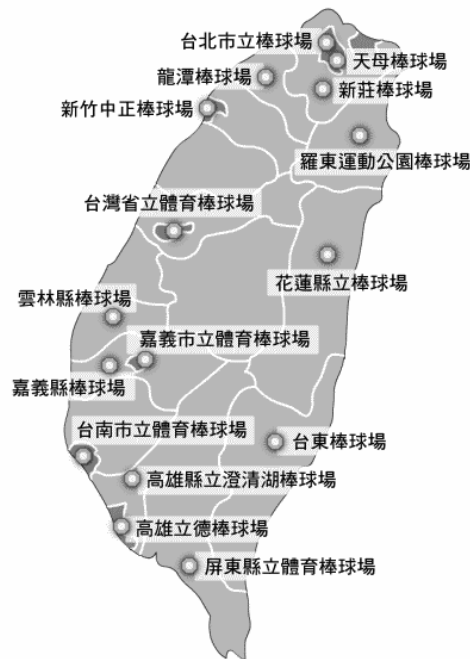 台北市立棒球場
天母棒球場
龍潭棒球場
新莊棒球場
新竹中正棒球場
羅東運動公園棒球場
台灣省立體育棒球場
花蓮縣立棒球場
雲林縣棒球場
嘉義市立體育棒球場
嘉義縣棒球場
台南市立體育棒球場
台東棒球場
高雄縣立澄清湖棒球場
高雄立德棒球場
屏東縣立體育棒球場